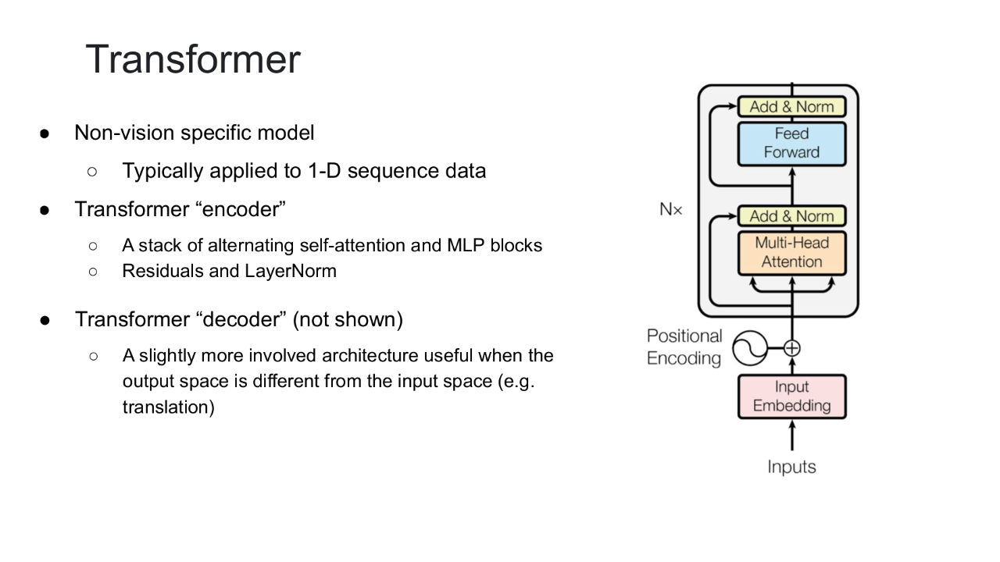 Transformer
● Non-vision specific model
○ Typically applied to 1-D sequence data
● Transformer “encoder”
○ A stack of alternating self-attention and MLP blocks
○ Residuals and LayerNorm
● Transformer “decoder” (not shown)
○ A slightly more involved architecture useful when the
output space is different from the input space (e.g.
translation)
Add & Norm
Feed
Forward
N×
Add & Norm
Multi-Head
Attention
Positional
Encoding
Input
Embedding
Inputs